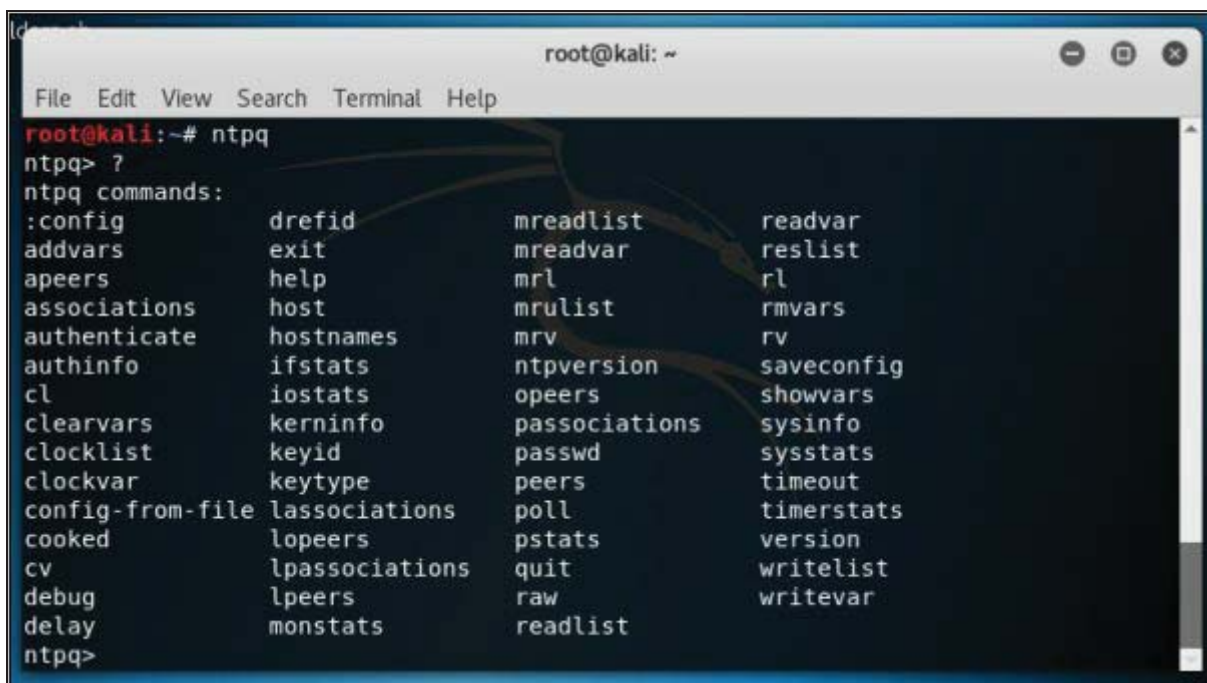 root@kali: ~
File Edit View Search Terminal Help
root@kali:~# ntpq
ntpq> ?
ntpq commands:
:config drefid mreadlist readvar
addvars exit mreadvar reslist
apeers help mrl rl
associations host mrulist rmvars
authenticate hostnames mrv rv
authinfo ifstats ntpversion saveconfig
cl iostats opeers showvars
clearvars kerninfo passociations sysinfo
clocklist keyid passwd sysstats
clockvar keytype peers timeout
config-from-file lassociations poll timerstats
cooked lopeers pstats version
cv lpassociations quit writelist
debug lpeers raw writevar
delay monstats readlist
ntpq>